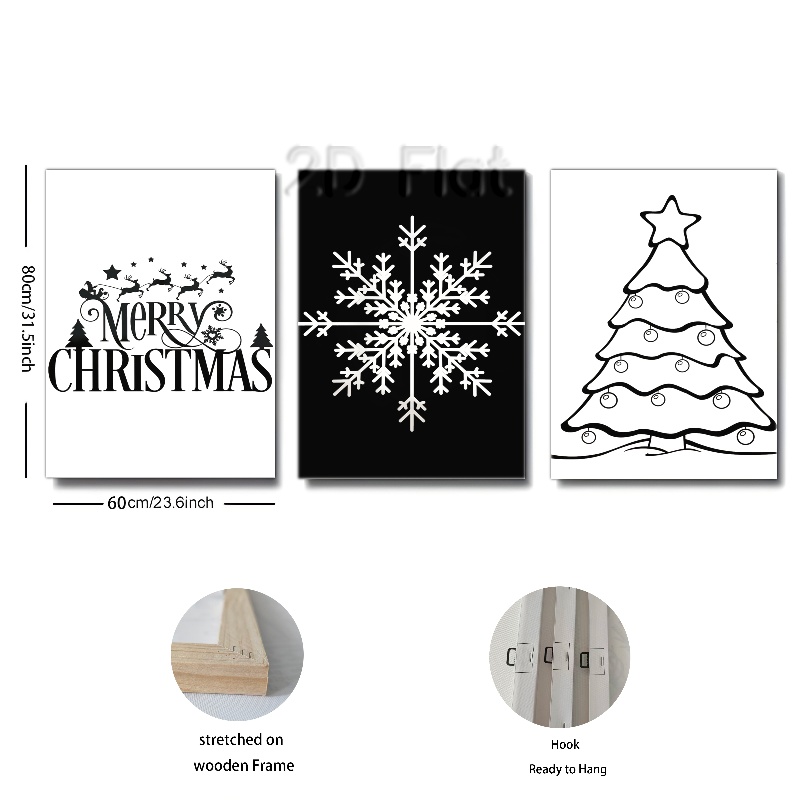 2D Flat
80cm/31.5inch
MERRY
CHRISTMAS
60cm/23.6inch
stretched on
wooden Frame
Hook
Ready to Hang